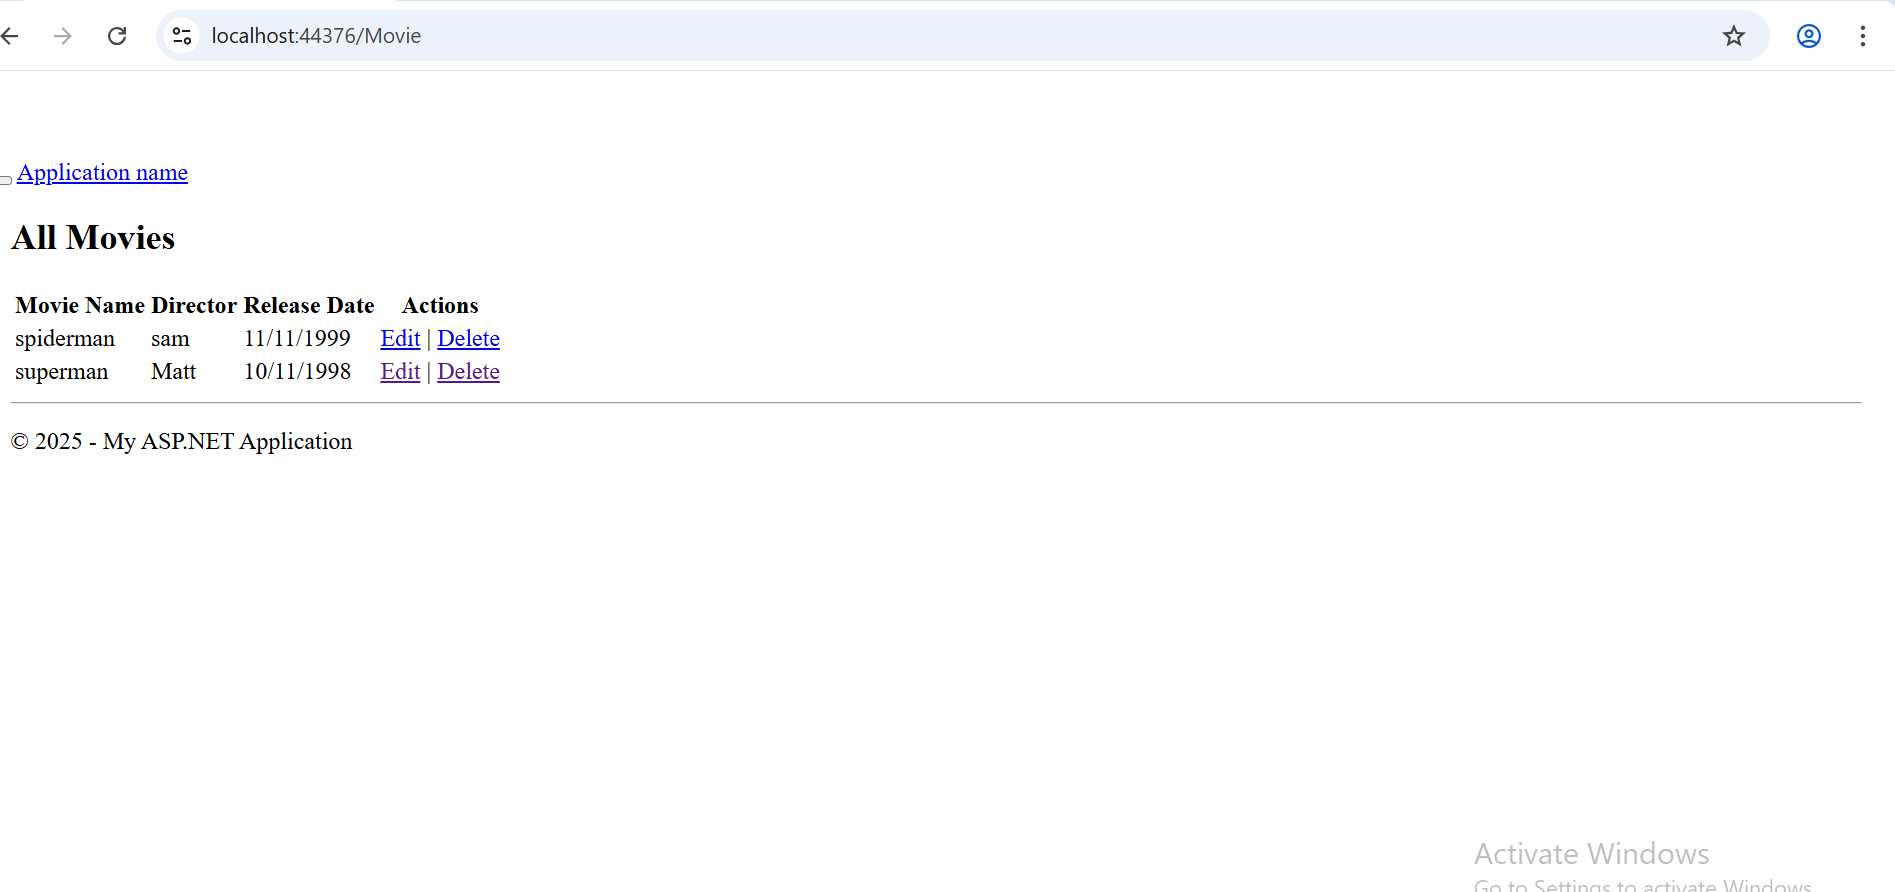 localhost:44376/Movie
Application name
All Movies
Movie Name Director Release Date Actions
spiderman sam 11/11/1999 Edit | Delete
superman Matt 10/11/1998 Edit | Delete
© 2025 - My ASP.NET Application
Activate Windows
Go to Settings to activate Windows.